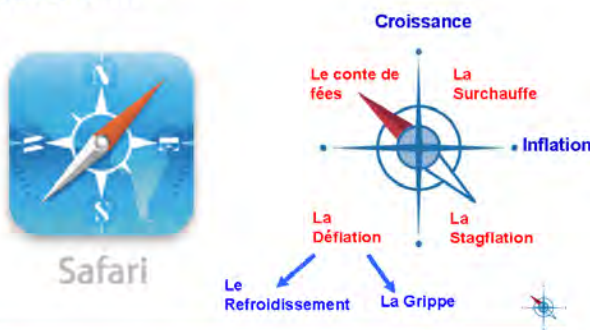 N
W
E
S
Safari
Croissance
Le conte de
fées
La
Surchauffe
Inflation
La
Déflation
La
Stagflation
Le
Refroidissement
La Grippe